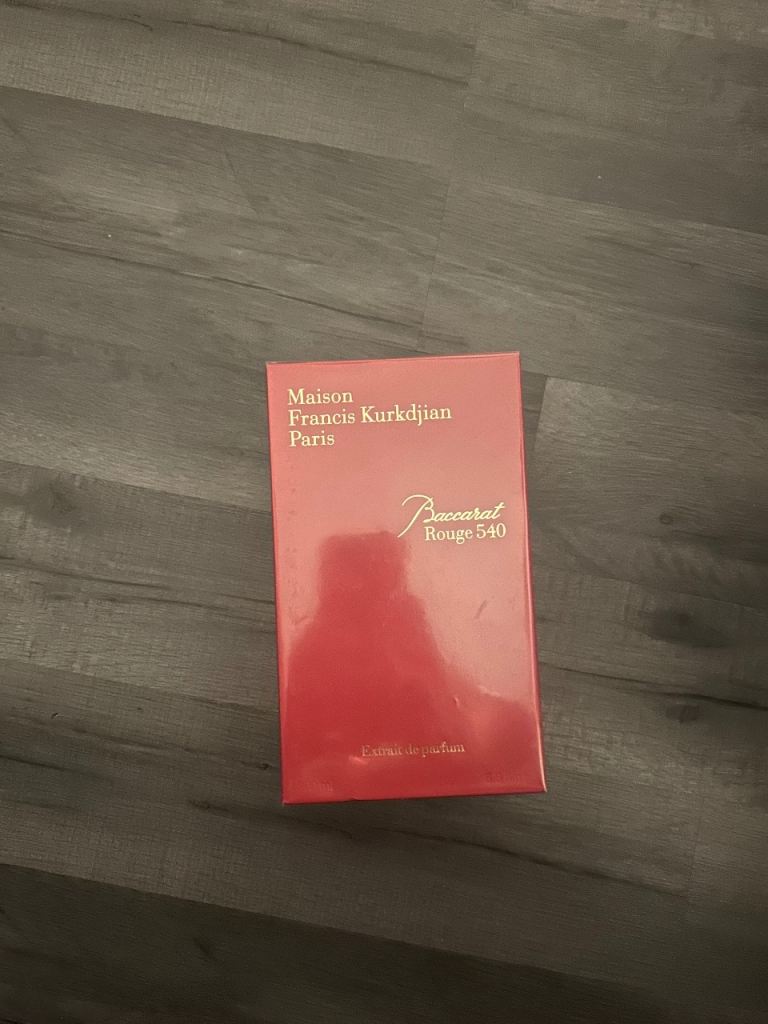 Maison
Francis Kurkdjian
Paris
Baccarat
Rouge 540
Extrait de parfum